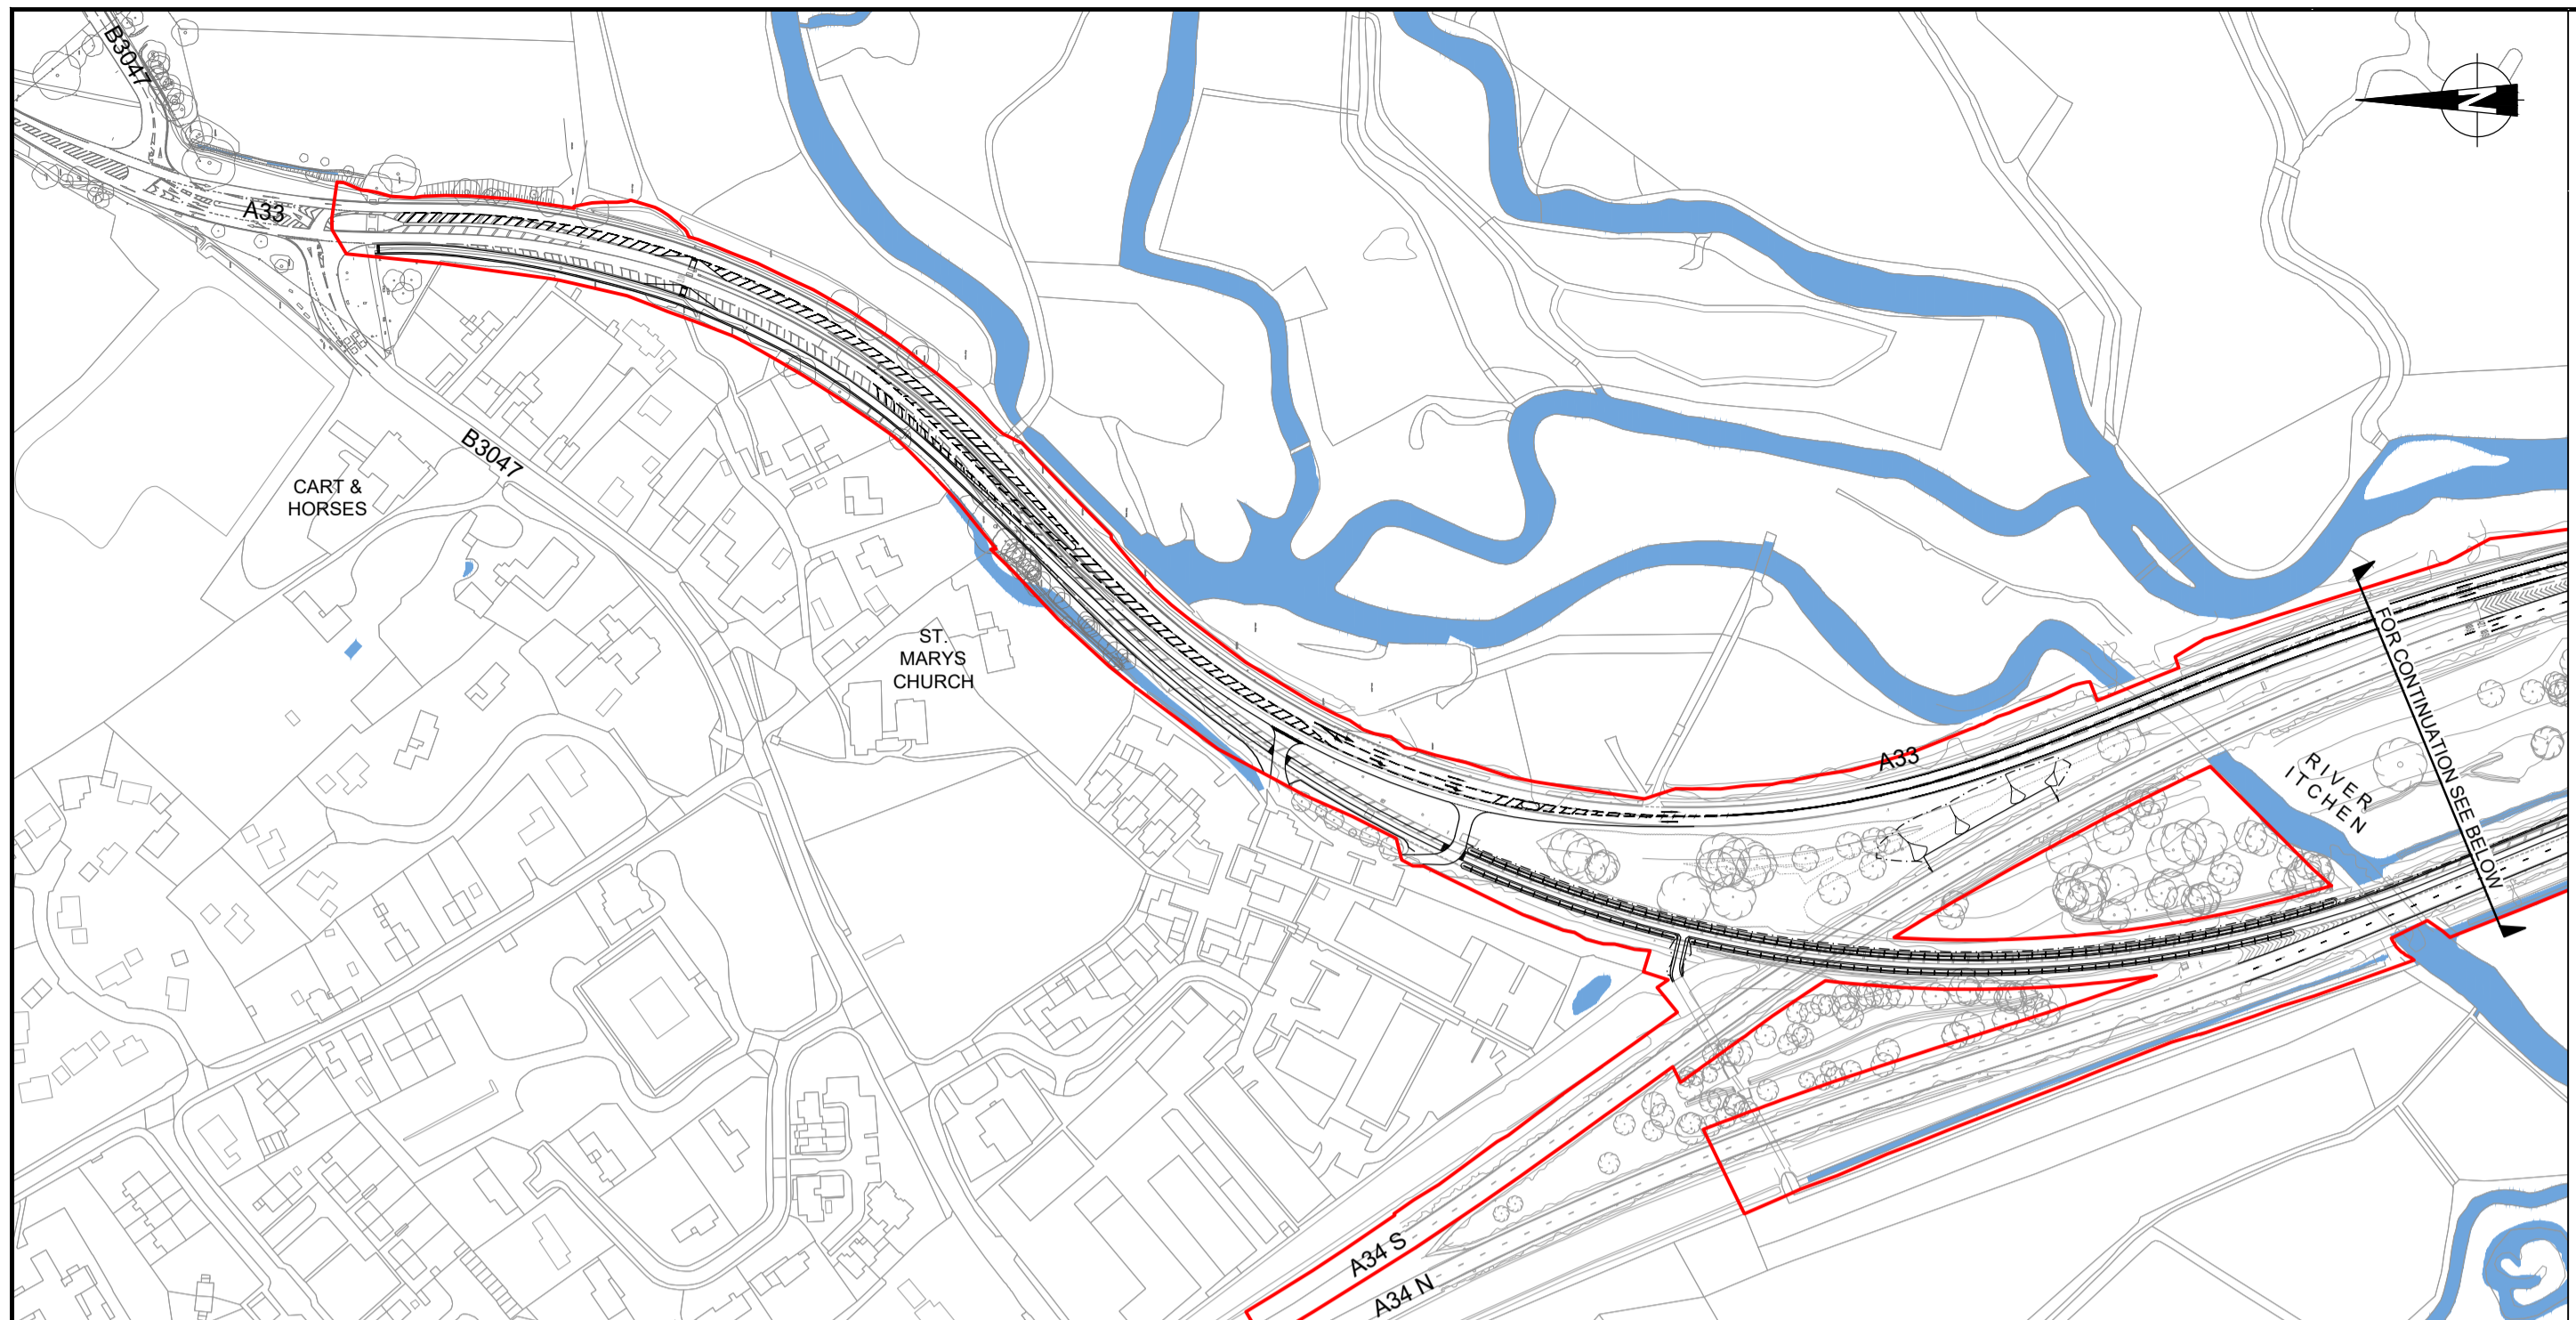 B3047
N
A33
B3047
CART &
HORSES
ST.
MARYS
CHURCH
FOR CONTINUATION SEE BELOW
A33
RIVER
ITCHEN
A34 S
A34 N